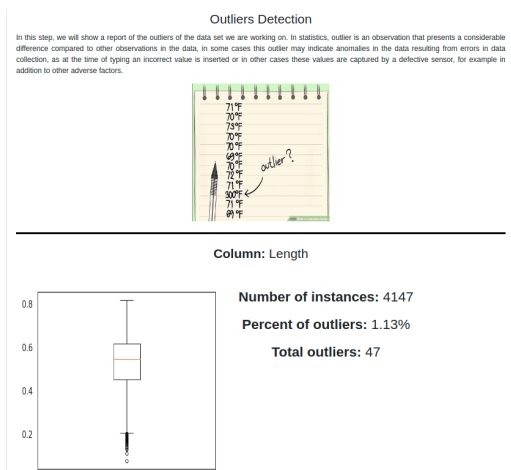 Outliers Detection
In this step, we will show a report of the outliers of the data set we are working on. In statistics, outlier is an observation that presents a considerable
difference compared to other observations in the data, in some cases this outlier may indicate anomalies in the data resulting from errors in data
collection, as at the time of typing an incorrect value is inserted or in other cases these values are captured by a defective sensor, for example in
addition to other adverse factors.
71°F
70°F
73°F
70°F
70°F
69°F
70°F
outlier?
72°F
71°F
300°F
71°F
69°F
Column: Length
Number of instances: 4147
Percent of outliers: 1.13%
Total outliers: 47
0.8
0.6
0.4
0.2